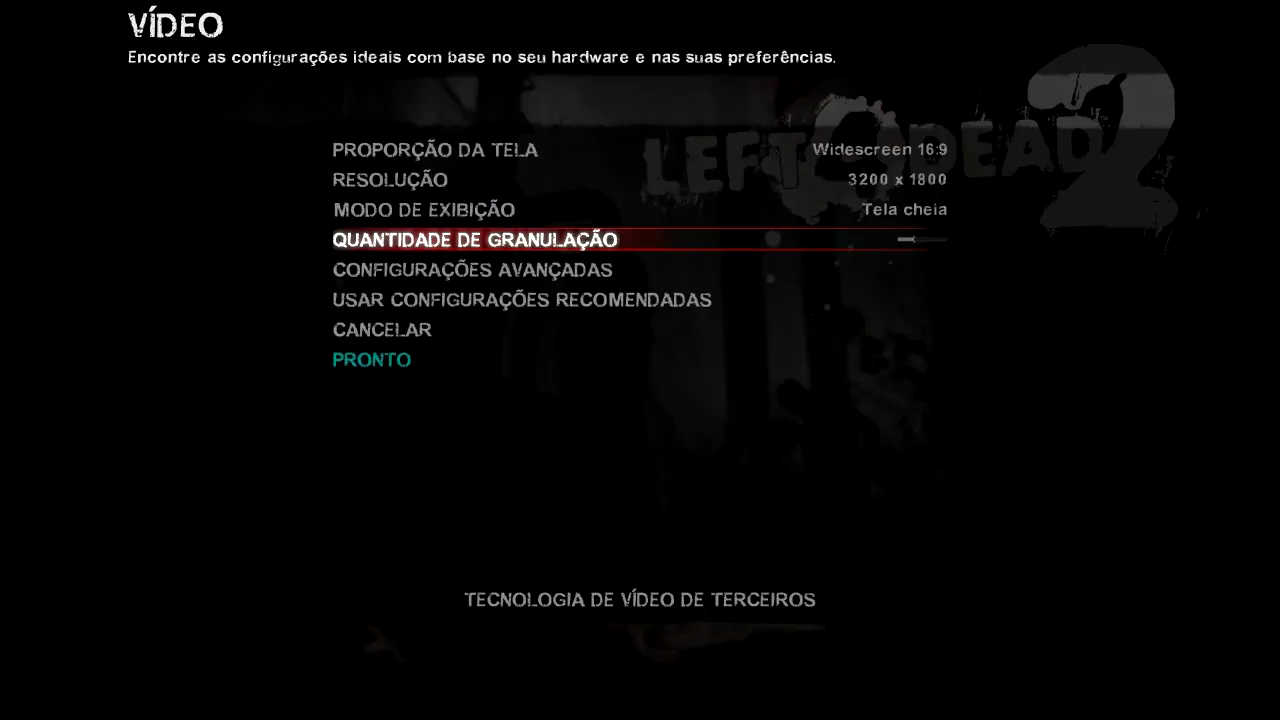 VÍDEO
Encontre as configurações ideais com base no seu hardware e nas suas preferências.
LEFT 4 DEAD 2
PROPORÇÃO DA TELA Widescreen 16:9
RESOLUÇÃO 3200 x 1800
MODO DE EXIBIÇÃO Tela cheia
QUANTIDADE DE GRANULAÇÃO
CONFIGURAÇÕES AVANÇADAS
USAR CONFIGURAÇÕES RECOMENDADAS
CANCELAR
PRONTO
TECNOLOGIA DE VÍDEO DE TERCEIROS